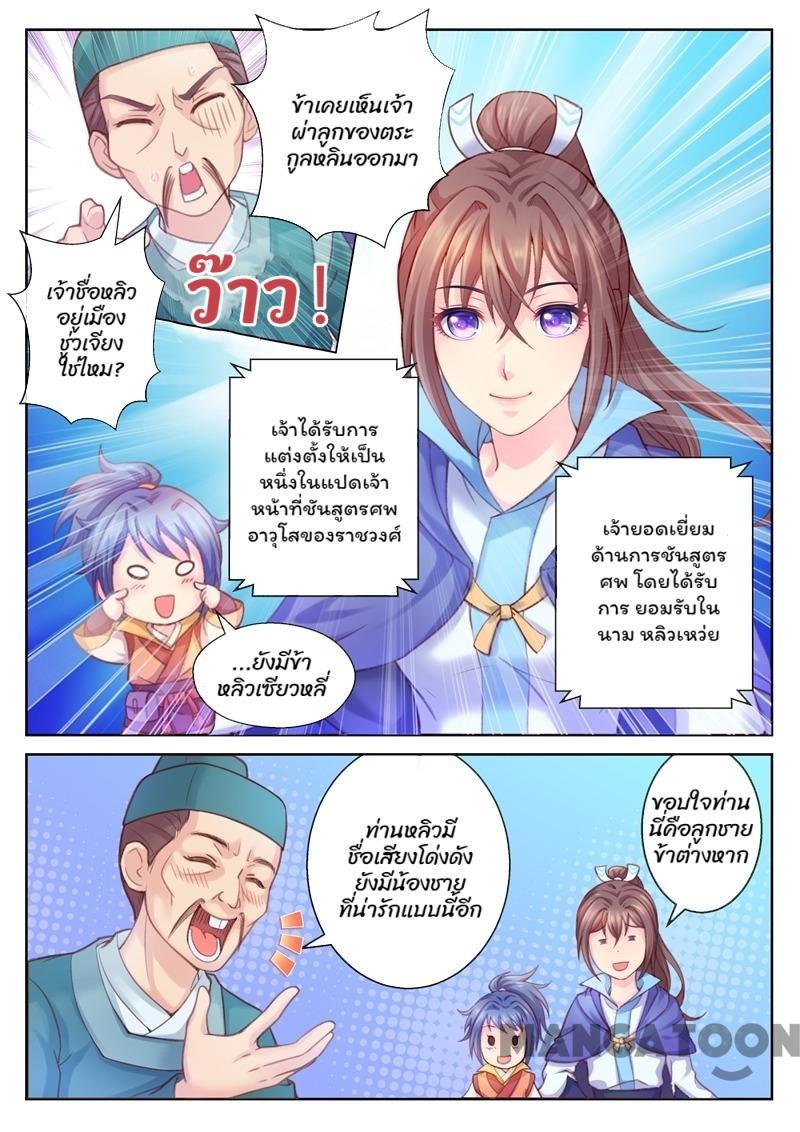 ข้าเคยเห็นเจ้า
ผ่าลูกของตระ
กูลหลินออกมา
ว๊าว!
เจ้าชื่อหลิว
อยู่เมือง
ชั่วเจียง
ใช่ไหม?
เจ้าได้รับการ
แต่งตั้งให้เป็น
หนึ่งในแปดเจ้า
หน้าที่ชันสูตรศพ
อาวุโสของราชวงศ์
เจ้ายอดเยี่ยม
ด้านการชันสูตร
ศพ โดยได้รับ
การ ยอมรับใน
นาม หลิวเหว่ย
...ยังมีข้า
หลิวเซียวหลี่
ท่านหลิวมี
ชื่อเสียงโด่งดัง
ยังมีน้องชาย
ที่น่ารักแบบนี้อีก
ขอบใจท่าน
นี่คือลูกชาย
ข้าต่างหาก
MANGATOON